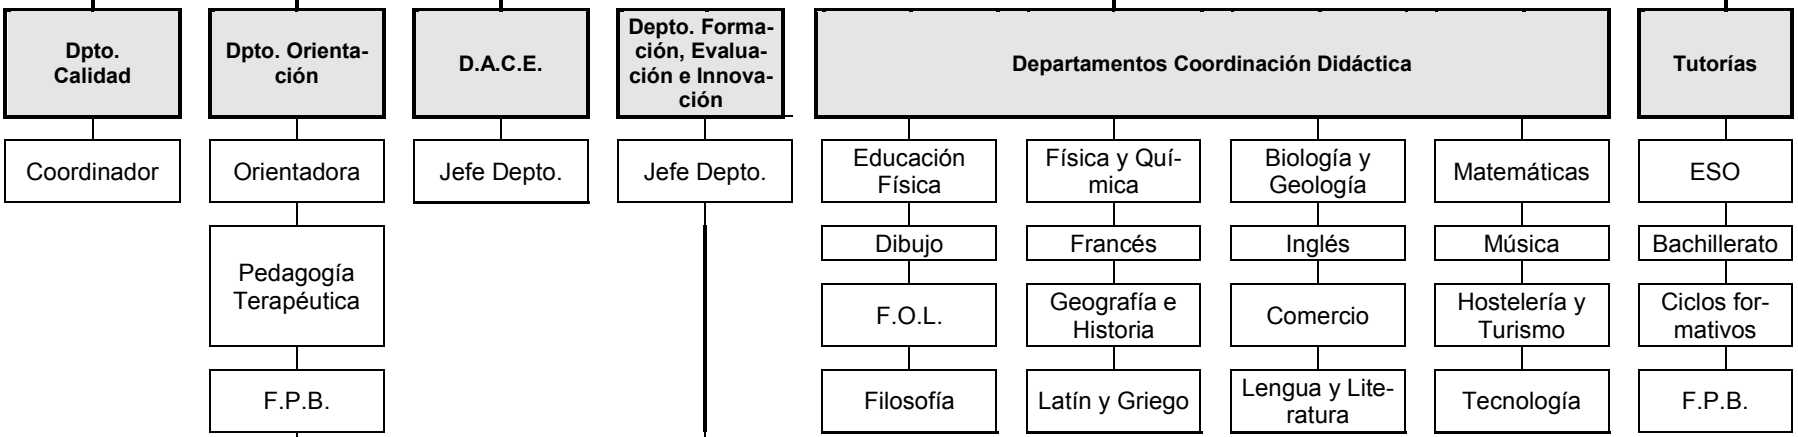 Dpto.
Calidad
Dpto. Orienta-
ción
D.A.C.E.
Depto. Forma-
ción, Evalua-
ción e Innova-
ción
Departamentos Coordinación Didáctica
Tutorías
Coordinador
Orientadora
Jefe Depto.
Jefe Depto.
Educación
Física
Física y Quí-
mica
Biología y
Geología
Matemáticas
ESO
Pedagogía
Terapéutica
Dibujo
Francés
Inglés
Música
Bachillerato
F.O.L.
Geografía e
Historia
Comercio
Hostelería y
Turismo
Ciclos for-
mativos
F.P.B.
Filosofía
Latín y Griego
Lengua y Lite-
ratura
Tecnología
F.P.B.